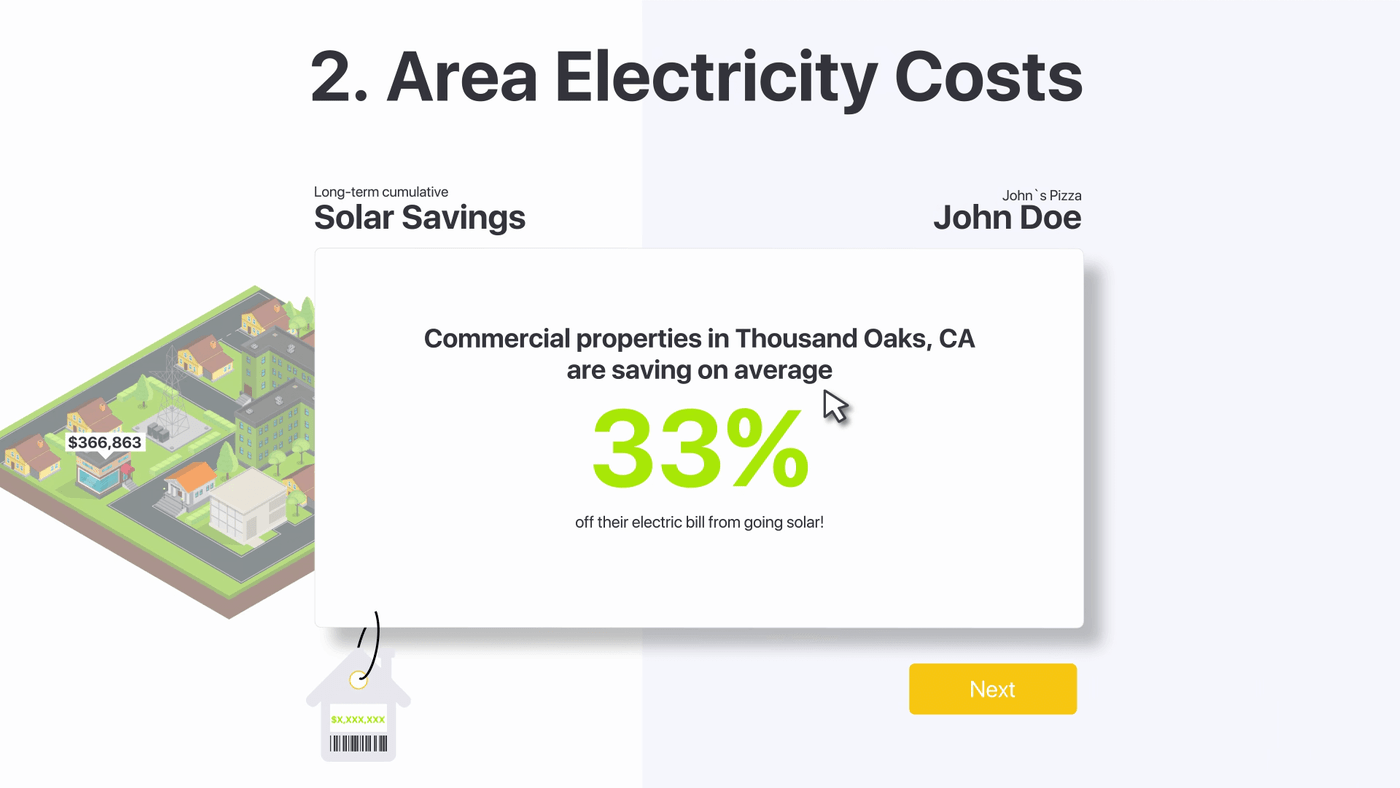 2. Area Electricity Costs
Long-term cumulative
Solar Savings
John`s Pizza
John Doe
Commercial properties in Thousand Oaks, CA
are saving on average
33%
off their electric bill from going solar!
$366,863
$X,XXX,XXX
Next